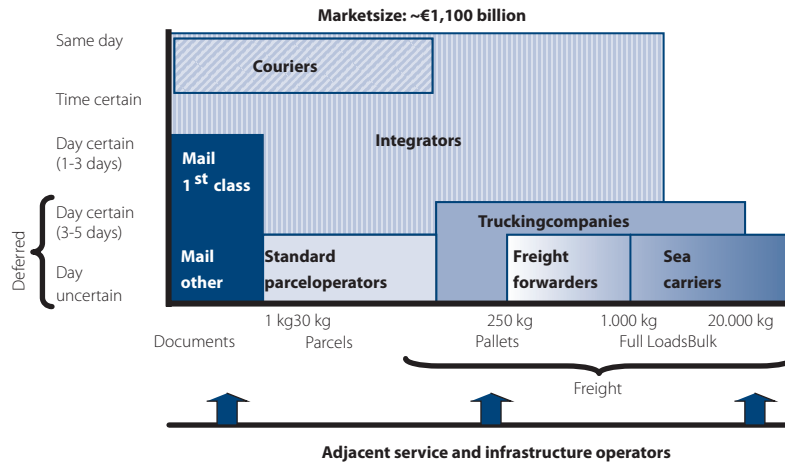 Marketsize: ~€1,100 billion
Same day
Couriers
Time certain
Integrators
Day certain
(1-3 days)
Mail
1 st class
Day certain
(3-5 days)
Truckingcompanies
Deferred
Mail
other
Standard
parceloperators
Freight
forwarders
Sea
carriers
Day
uncertain
1 kg30 kg
250 kg
1.000 kg
20.000 kg
Documents
Parcels
Pallets
Full LoadsBulk
Freight
Adjacent service and infrastructure operators